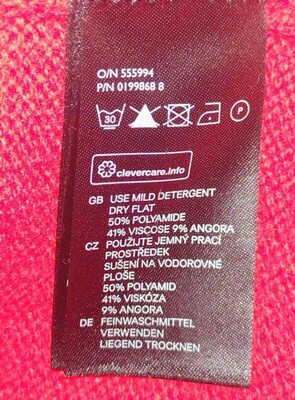 O/N 555994
P/N 0199868 8
30 P
clevercare.info
GB USE MILD DETERGENT
DRY FLAT
50% POLYAMIDE
41% VISCOSE 9% ANGORA
CZ POUŽIJTE JEMNÝ PRACÍ
PROSTŘEDEK
SUŠENÍ NA VODOROVNÉ
PLOŠE
50% POLYAMID
41% VISKÓZA
9% ANGORA
DE FEINWASCHMITTEL
VERWENDEN
LIEGEND TROCKNEN